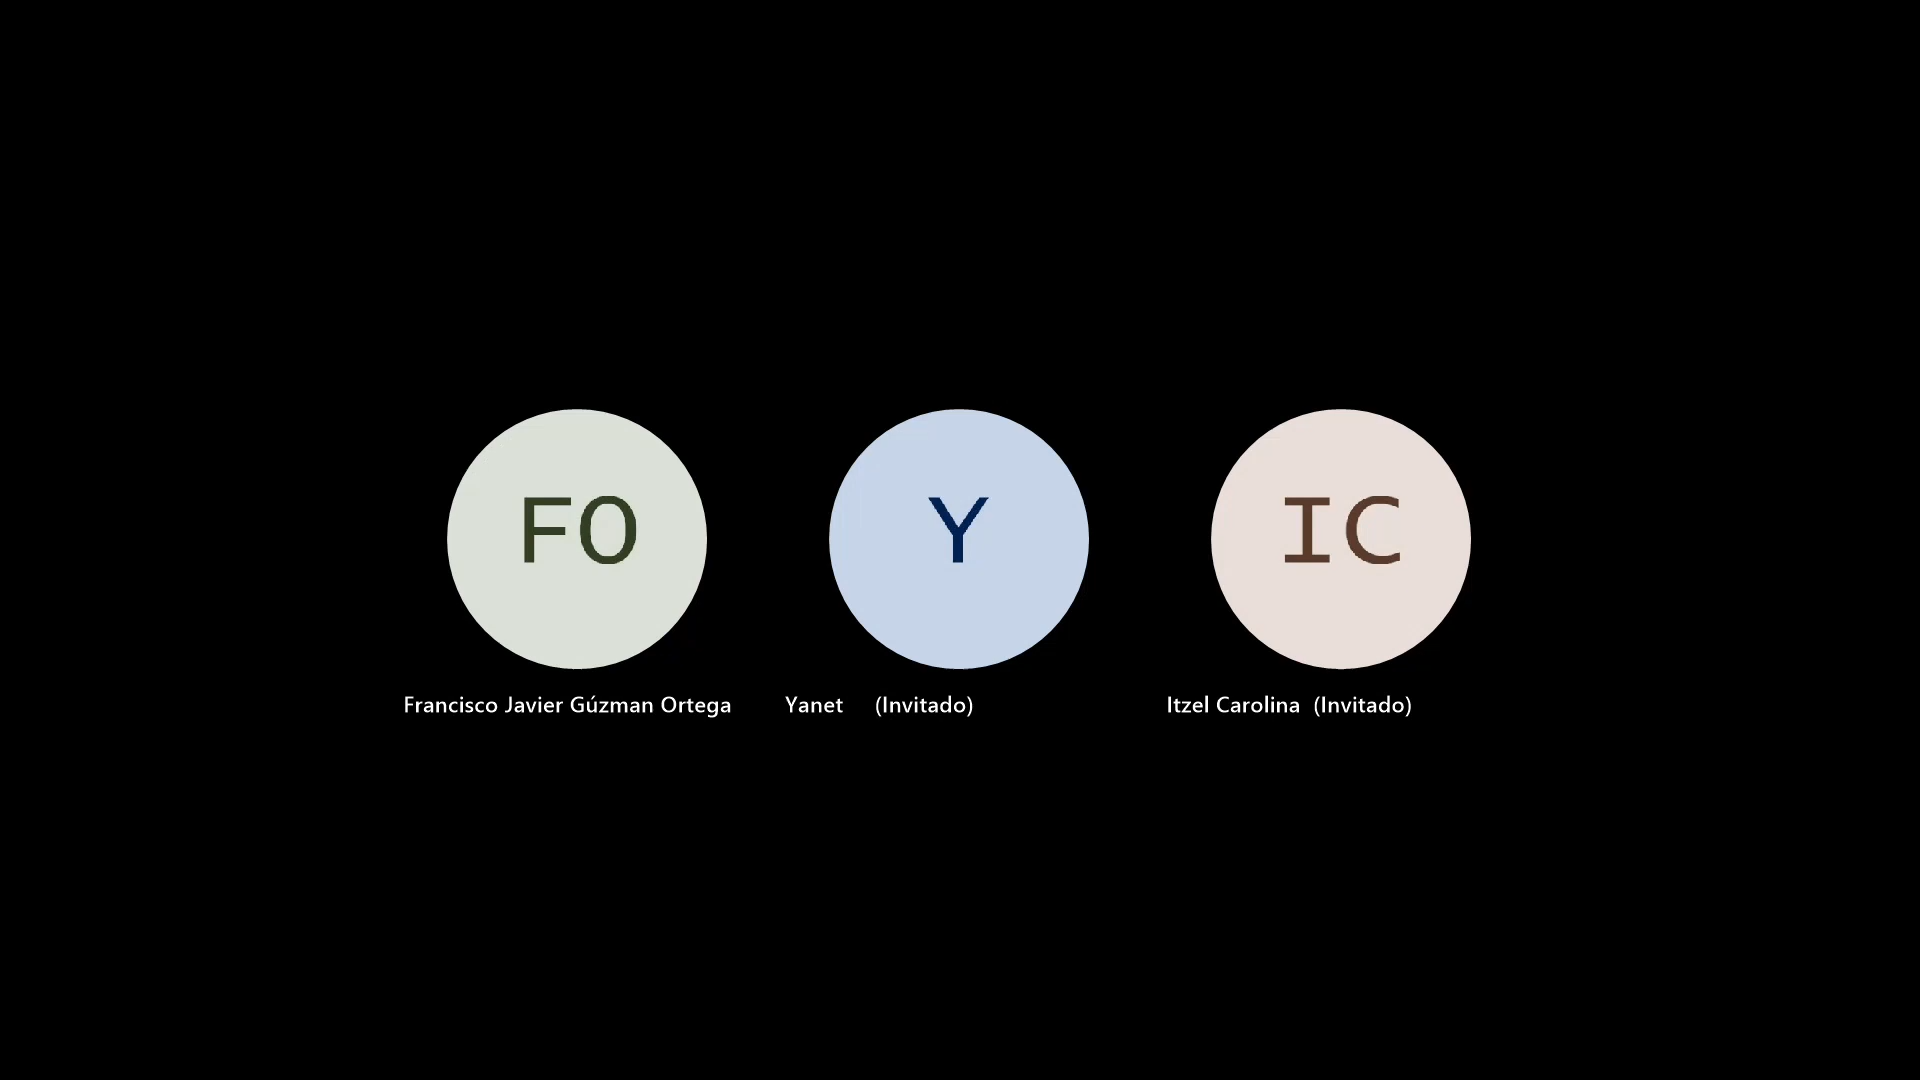 FO
Y
IC
Francisco Javier Gúzman Ortega
Yanet (Invitado)
Itzel Carolina (Invitado)